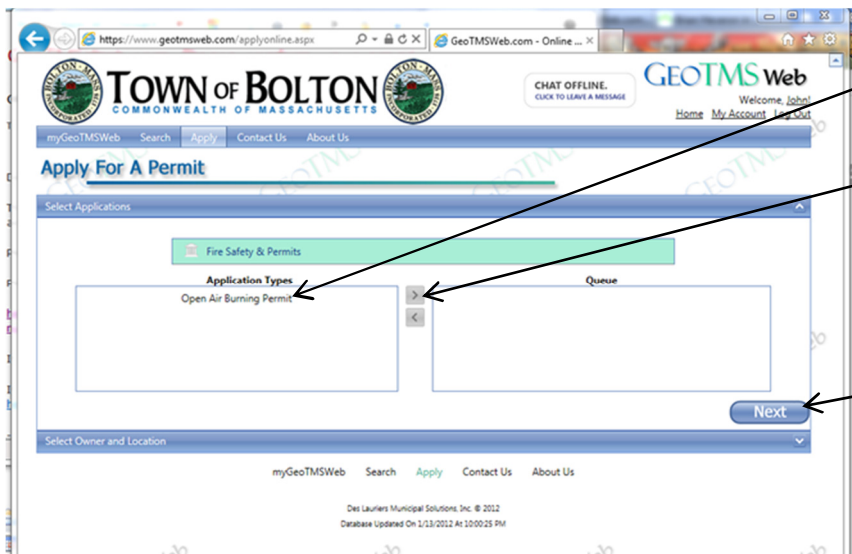 https://www.geotmsweb.com/applyonline.aspx
GeoTMSWeb.com - Online ...
TOWN OF BOLTON
COMMONWEALTH OF MASSACHUSETTS
BOLTON - MASS
INCORPORATED
CHAT OFFLINE.
CLICK TO LEAVE A MESSAGE
GEOTMS Web
Welcome, John!
Home My Account Log Out
myGeoTMSWeb Search Apply Contact Us About Us
Apply For A Permit
Select Applications
Fire Safety & Permits
Application Types Queue
Open Air Burning Permit
>
<
Next
Select Owner and Location
myGeoTMSWeb Search Apply Contact Us About Us
Des Lauriers Municipal Solutions, Inc. © 2012
Database Updated On 1/13/2012 At 10:00:25 PM